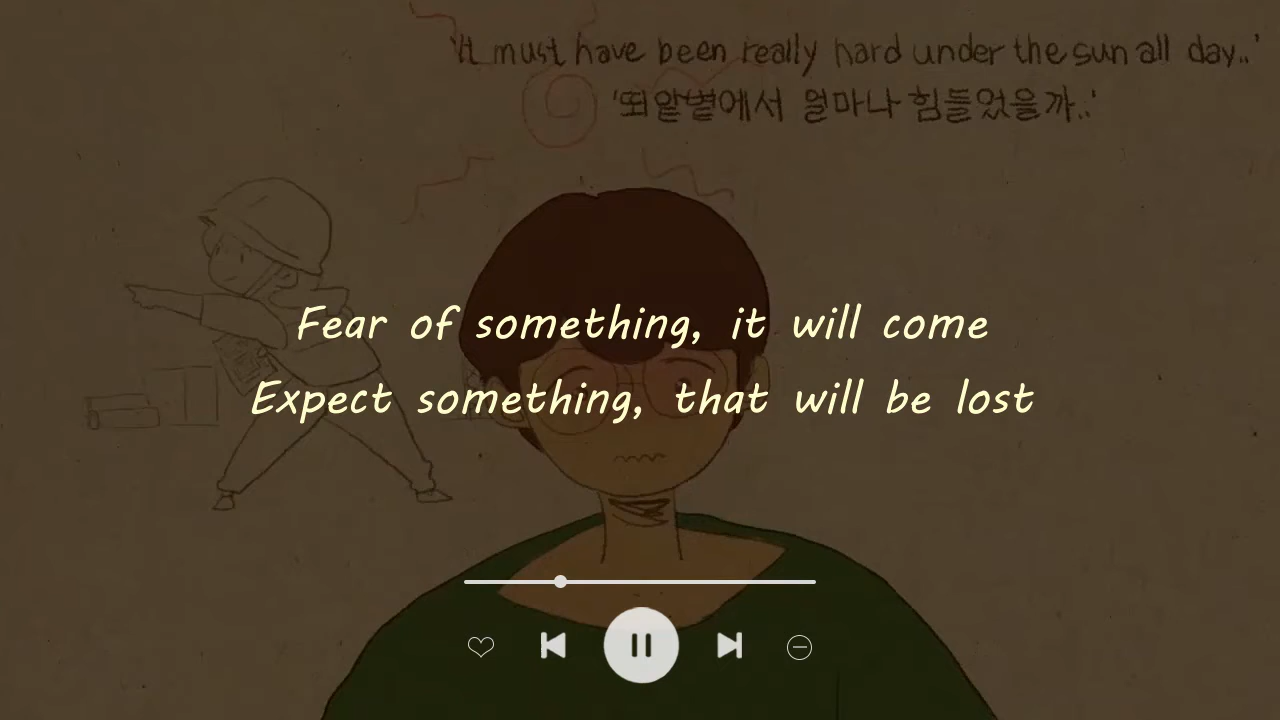 'It must have been really hard under the sun all day..'
'뙤앝볕에서 얼마나 힘들었을까..'
Fear of something, it will come
Expect something, that will be lost